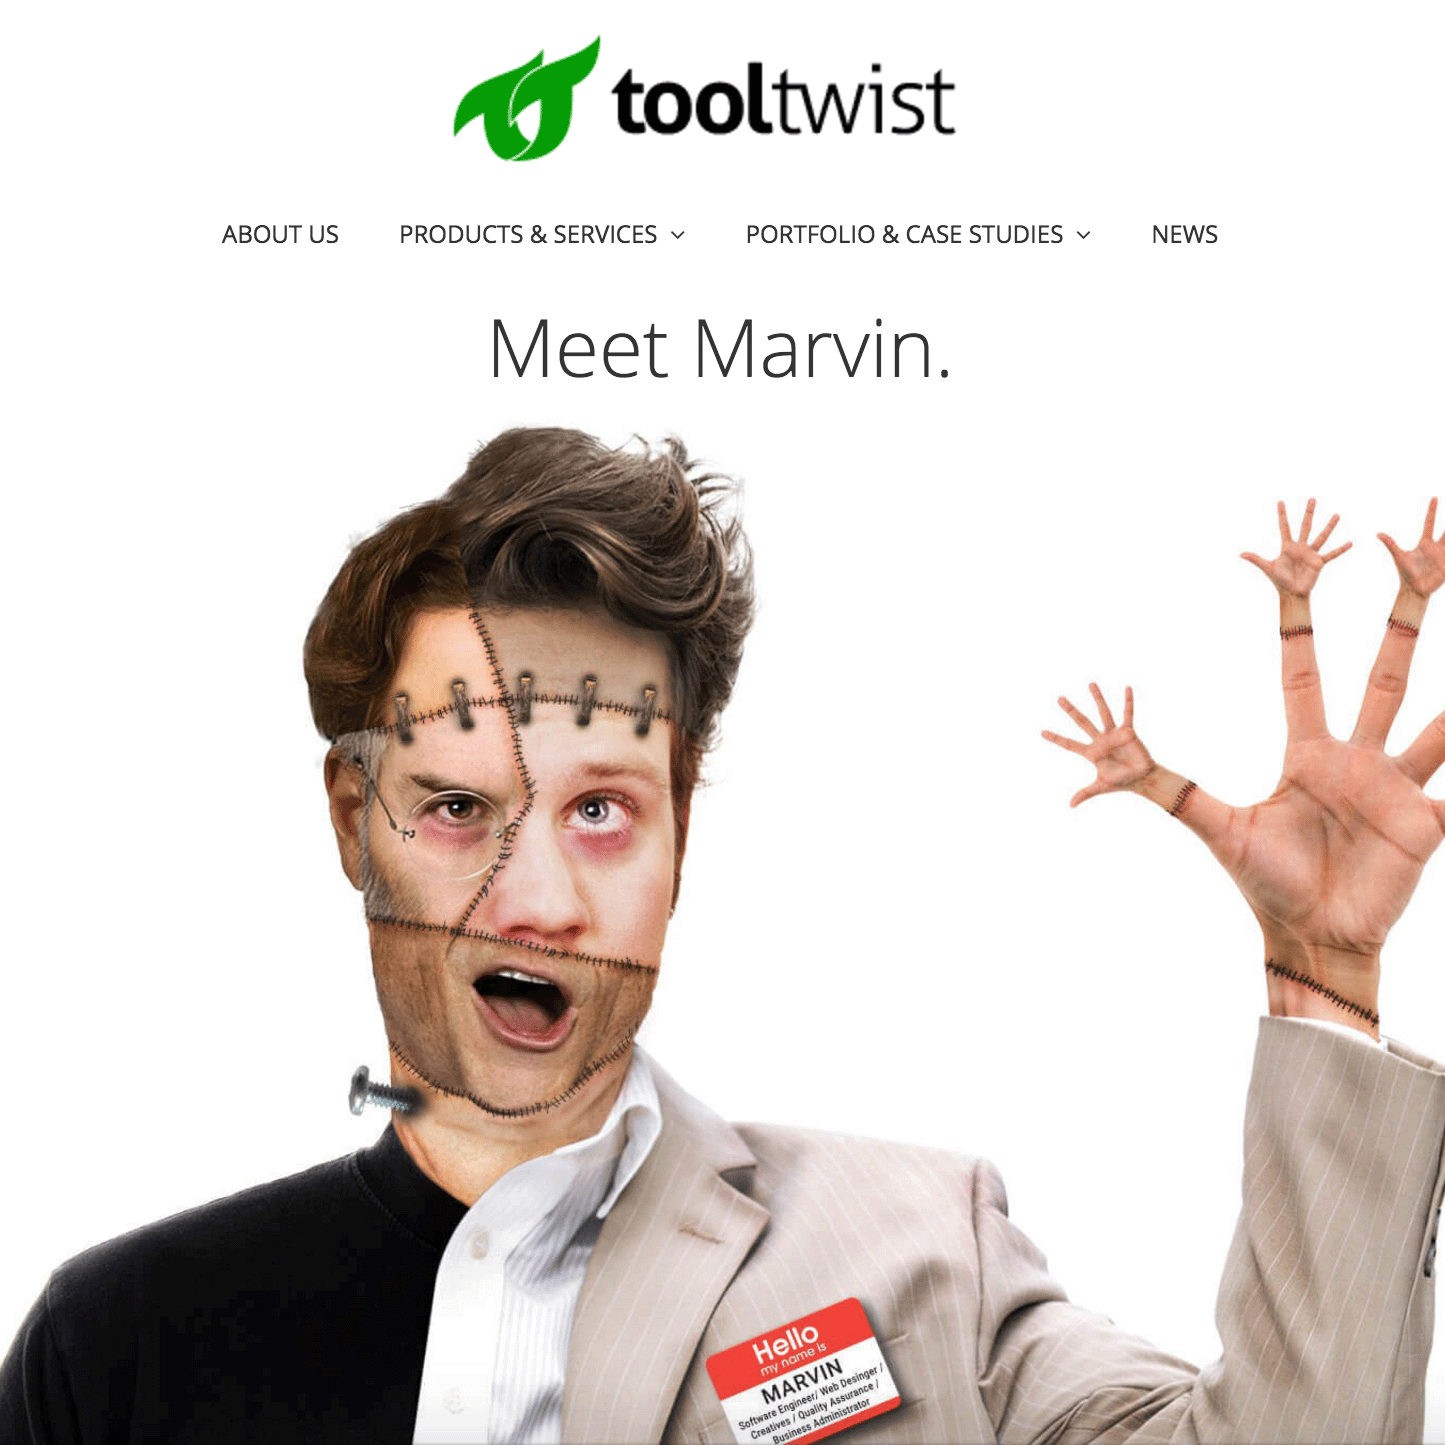 tooltwist
ABOUT US PRODUCTS & SERVICES PORTFOLIO & CASE STUDIES NEWS
Meet Marvin.
Hello
my name is
MARVIN
Software Engineer/ Web Desinger /
Creatives / Quality Assurance /
Business Administrator